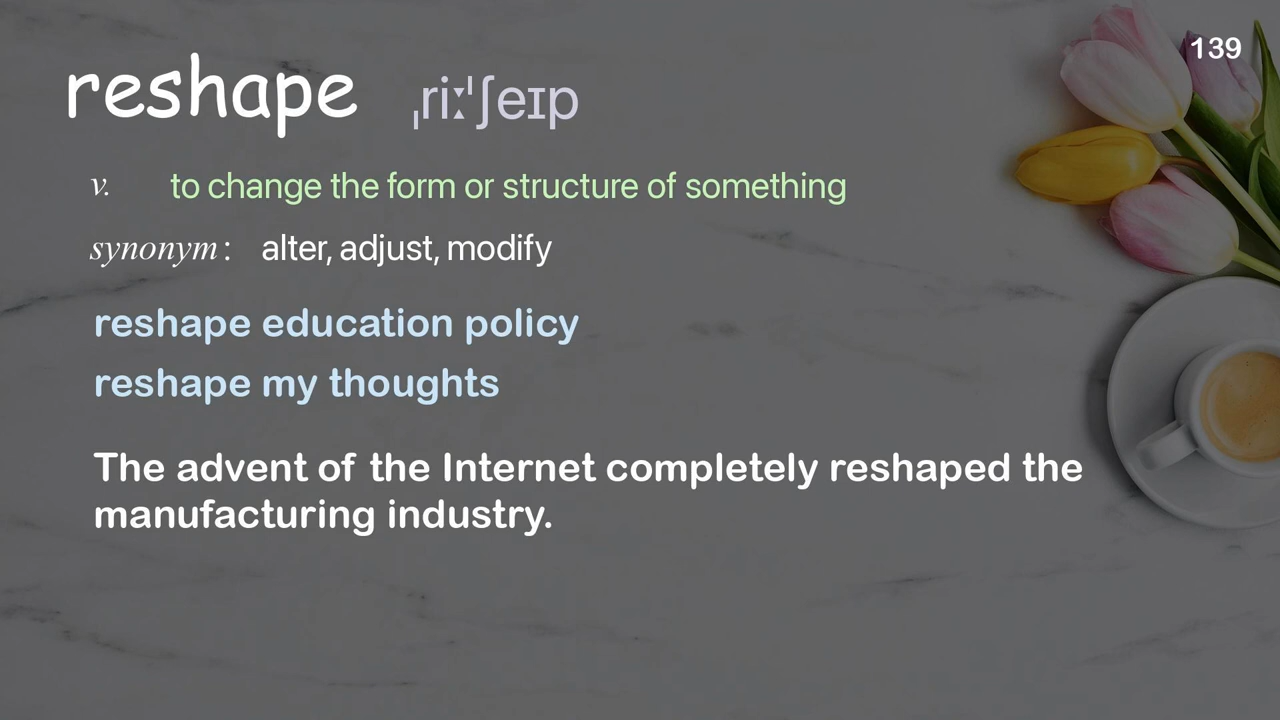 139
reshape ˌriːˈʃeɪp
v. to change the form or structure of something
synonym: alter, adjust, modify
reshape education policy
reshape my thoughts
The advent of the Internet completely reshaped the
manufacturing industry.